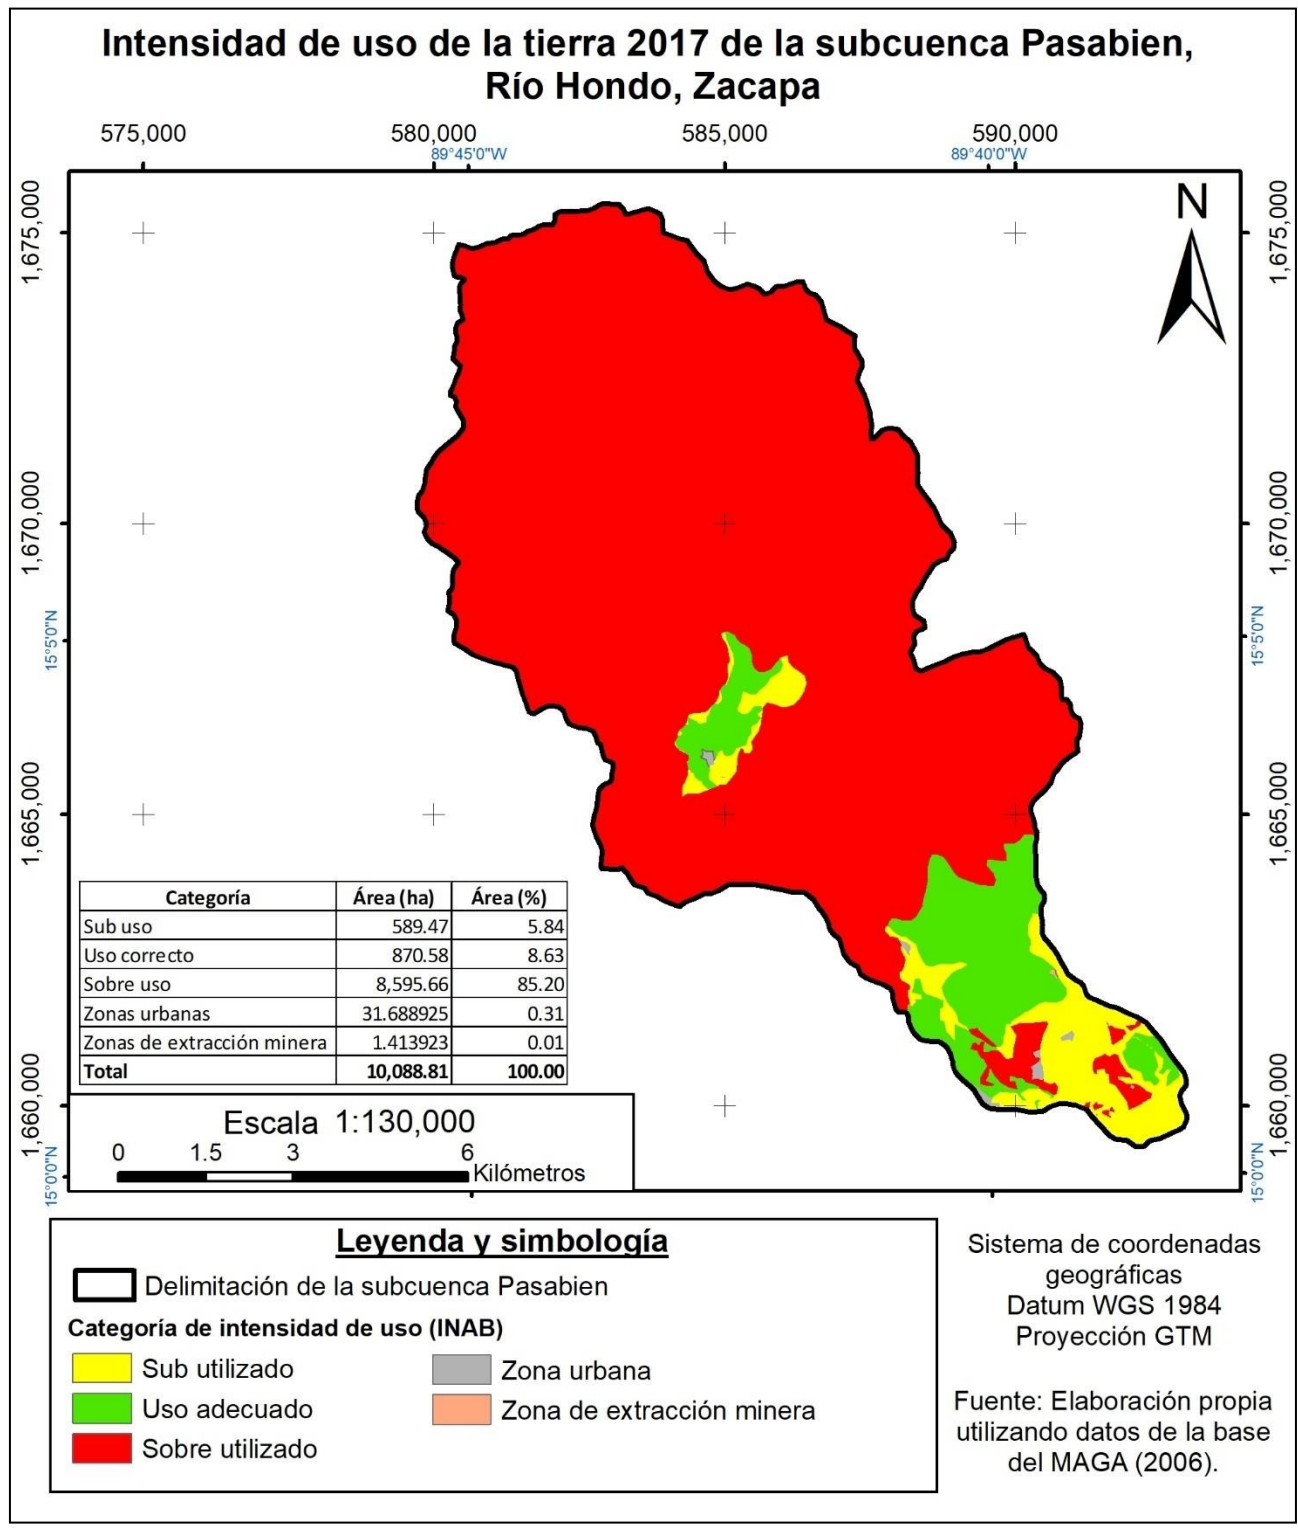 Intensidad de uso de la tierra 2017 de la subcuenca Pasabien,
Río Hondo, Zacapa
575,000 580,000 585,000 590,000
89°45'0"W 89°40'0"W
N
1,675,000 1,675,000
1,670,000 1,670,000
15°5'0"N 15°5'0"N
1,665,000 1,665,000
1,660,000 1,660,000
15°0'0"N 15°0'0"N
Categoría Área (ha) Área (%)
Sub uso 589.47 5.84
Uso correcto 870.58 8.63
Sobre uso 8,595.66 85.20
Zonas urbanas 31.688925 0.31
Zonas de extracción minera 1.413923 0.01
Total 10,088.81 100.00
Escala 1:130,000
0 1.5 3 6
Kilómetros
Leyenda y simbología
Delimitación de la subcuenca Pasabien
Categoría de intensidad de uso (INAB)
Sub utilizado
Uso adecuado
Sobre utilizado
Zona urbana
Zona de extracción minera
Sistema de coordenadas
geográficas
Datum WGS 1984
Proyección GTM
Fuente: Elaboración propia
utilizando datos de la base
del MAGA (2006).